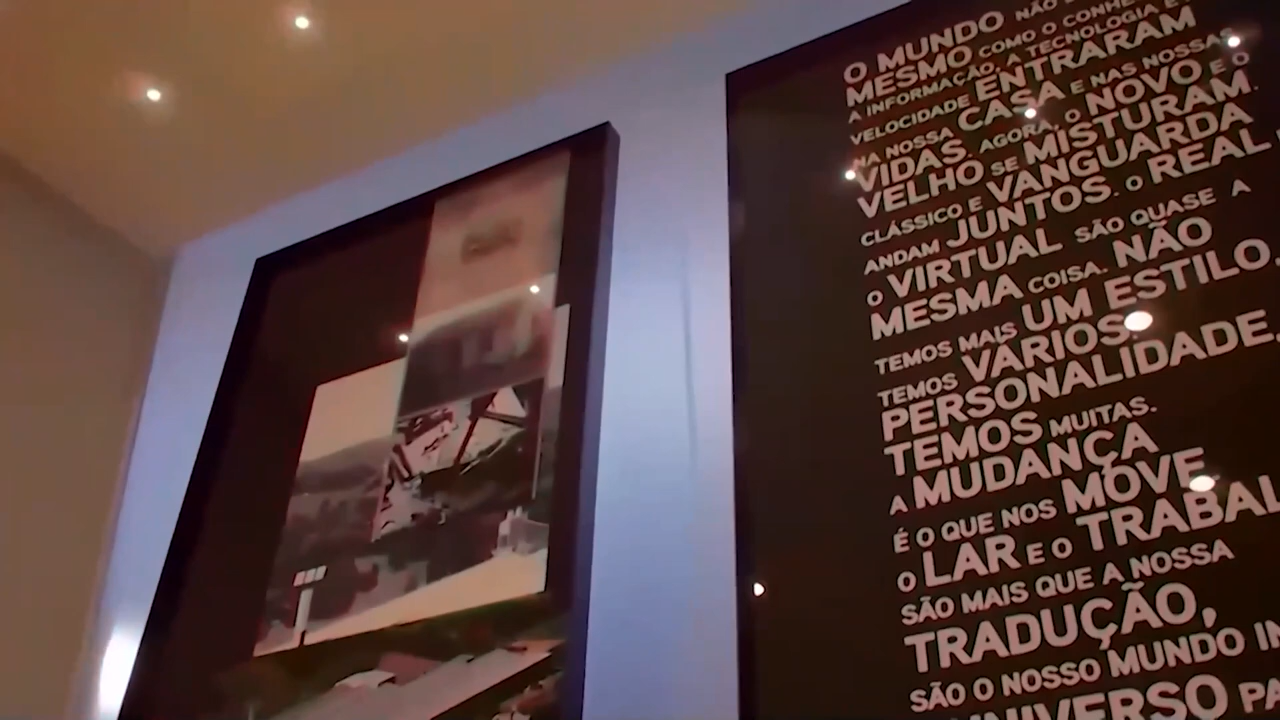 O MUNDO NÃO
MESMO COMO O CONHE
A INFORMAÇÃO, A TECNOLOGIA E
VELOCIDADE ENTRARAM
NA NOSSA CASA E NAS NOSSAS
VIDAS. AGORA, O NOVO E O
VELHO SE MISTURAM.
CLÁSSICO E VANGUARDA
ANDAM JUNTOS. O REAL
O VIRTUAL SÃO QUASE A
MESMA COISA. NÃO
TEMOS MAIS UM ESTILO,
TEMOS VÁRIOS.
PERSONALIDADE,
TEMOS MUITAS.
A MUDANÇA
É O QUE NOS MOVE
O LAR E O TRABAL
SÃO MAIS QUE A NOSSA
TRADUÇÃO,
SÃO O NOSSO MUNDO IN
UNIVERSO PA